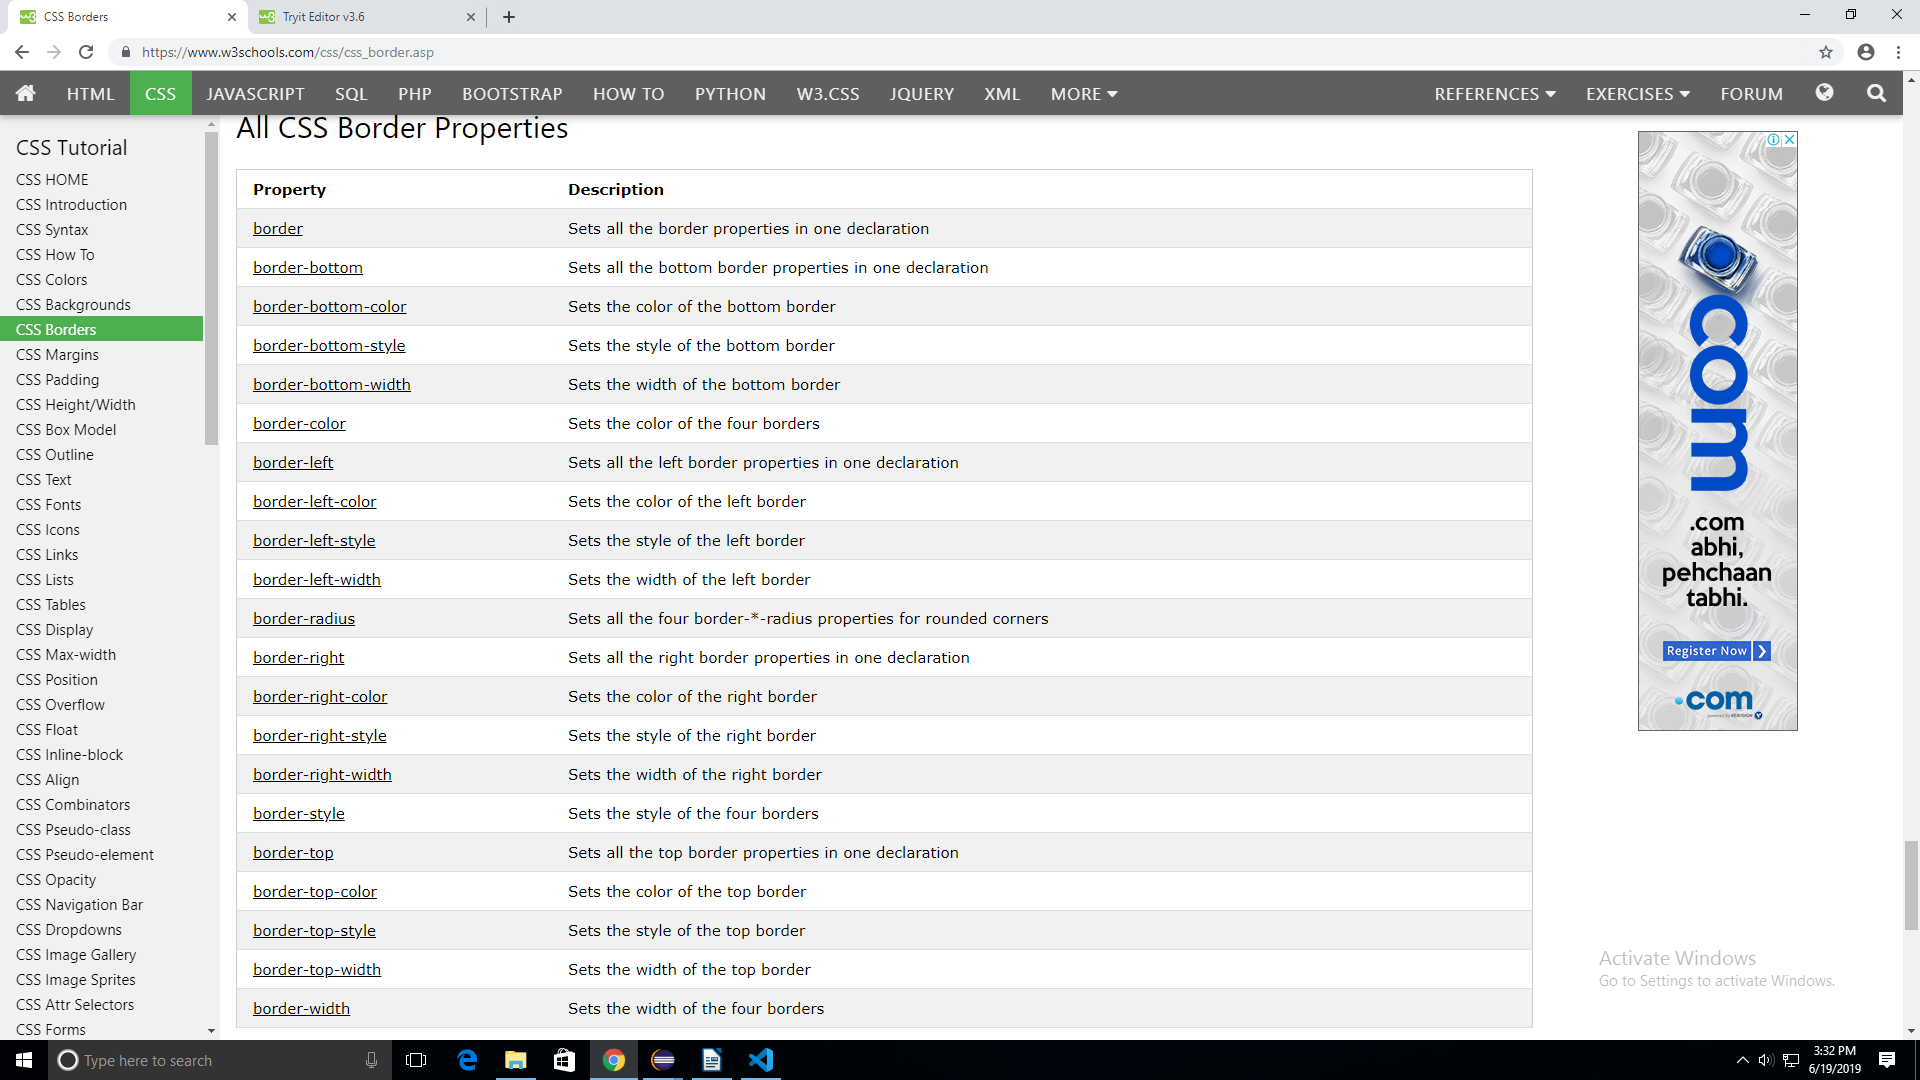 CSS Borders
Tryit Editor v3.6
https://www.w3schools.com/css/css_border.asp
HTML CSS JAVASCRIPT SQL PHP BOOTSTRAP HOW TO PYTHON W3.CSS JQUERY XML MORE REFERENCES EXERCISES FORUM
CSS Tutorial
CSS HOME
CSS Introduction
CSS Syntax
CSS How To
CSS Colors
CSS Backgrounds
CSS Borders
CSS Margins
CSS Padding
CSS Height/Width
CSS Box Model
CSS Outline
CSS Text
CSS Fonts
CSS Icons
CSS Links
CSS Lists
CSS Tables
CSS Display
CSS Max-width
CSS Position
CSS Overflow
CSS Float
CSS Inline-block
CSS Align
CSS Combinators
CSS Pseudo-class
CSS Pseudo-element
CSS Opacity
CSS Navigation Bar
CSS Dropdowns
CSS Image Gallery
CSS Image Sprites
CSS Attr Selectors
CSS Forms
All CSS Border Properties
Property Description
border Sets all the border properties in one declaration
border-bottom Sets all the bottom border properties in one declaration
border-bottom-color Sets the color of the bottom border
border-bottom-style Sets the style of the bottom border
border-bottom-width Sets the width of the bottom border
border-color Sets the color of the four borders
border-left Sets all the left border properties in one declaration
border-left-color Sets the color of the left border
border-left-style Sets the style of the left border
border-left-width Sets the width of the left border
border-radius Sets all the four border-*-radius properties for rounded corners
border-right Sets all the right border properties in one declaration
border-right-color Sets the color of the right border
border-right-style Sets the style of the right border
border-right-width Sets the width of the right border
border-style Sets the style of the four borders
border-top Sets all the top border properties in one declaration
border-top-color Sets the color of the top border
border-top-style Sets the style of the top border
border-top-width Sets the width of the top border
border-width Sets the width of the four borders
com
.com
abhi,
pehchaan
tabhi.
Register Now
.com
powered by VERISIGN
Activate Windows
Go to Settings to activate Windows.
Type here to search
3:32 PM
6/19/2019